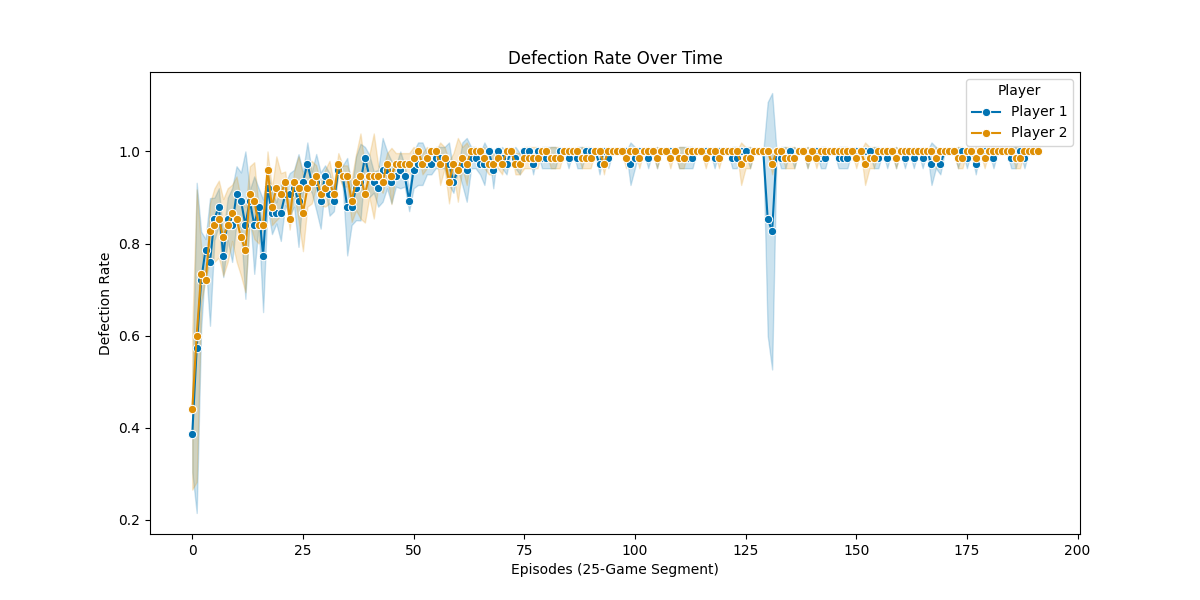 Defection Rate Over Time
Player
Player 1
Player 2
Defection Rate
1.0
0.8
0.6
0.4
0.2
0 25 50 75 100 125 150 175 200
Episodes (25-Game Segment)